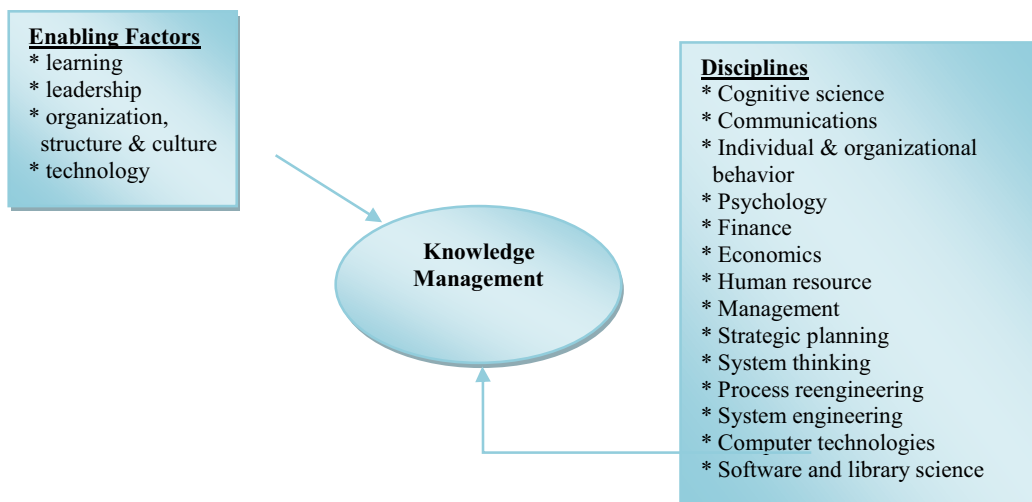 Enabling Factors
* learning
* leadership
* organization,
structure & culture
* technology
Knowledge
Management
Disciplines
* Cognitive science
* Communications
* Individual & organizational
behavior
* Psychology
* Finance
* Economics
* Human resource
* Management
* Strategic planning
* System thinking
* Process reengineering
* System engineering
* Computer technologies
* Software and library science